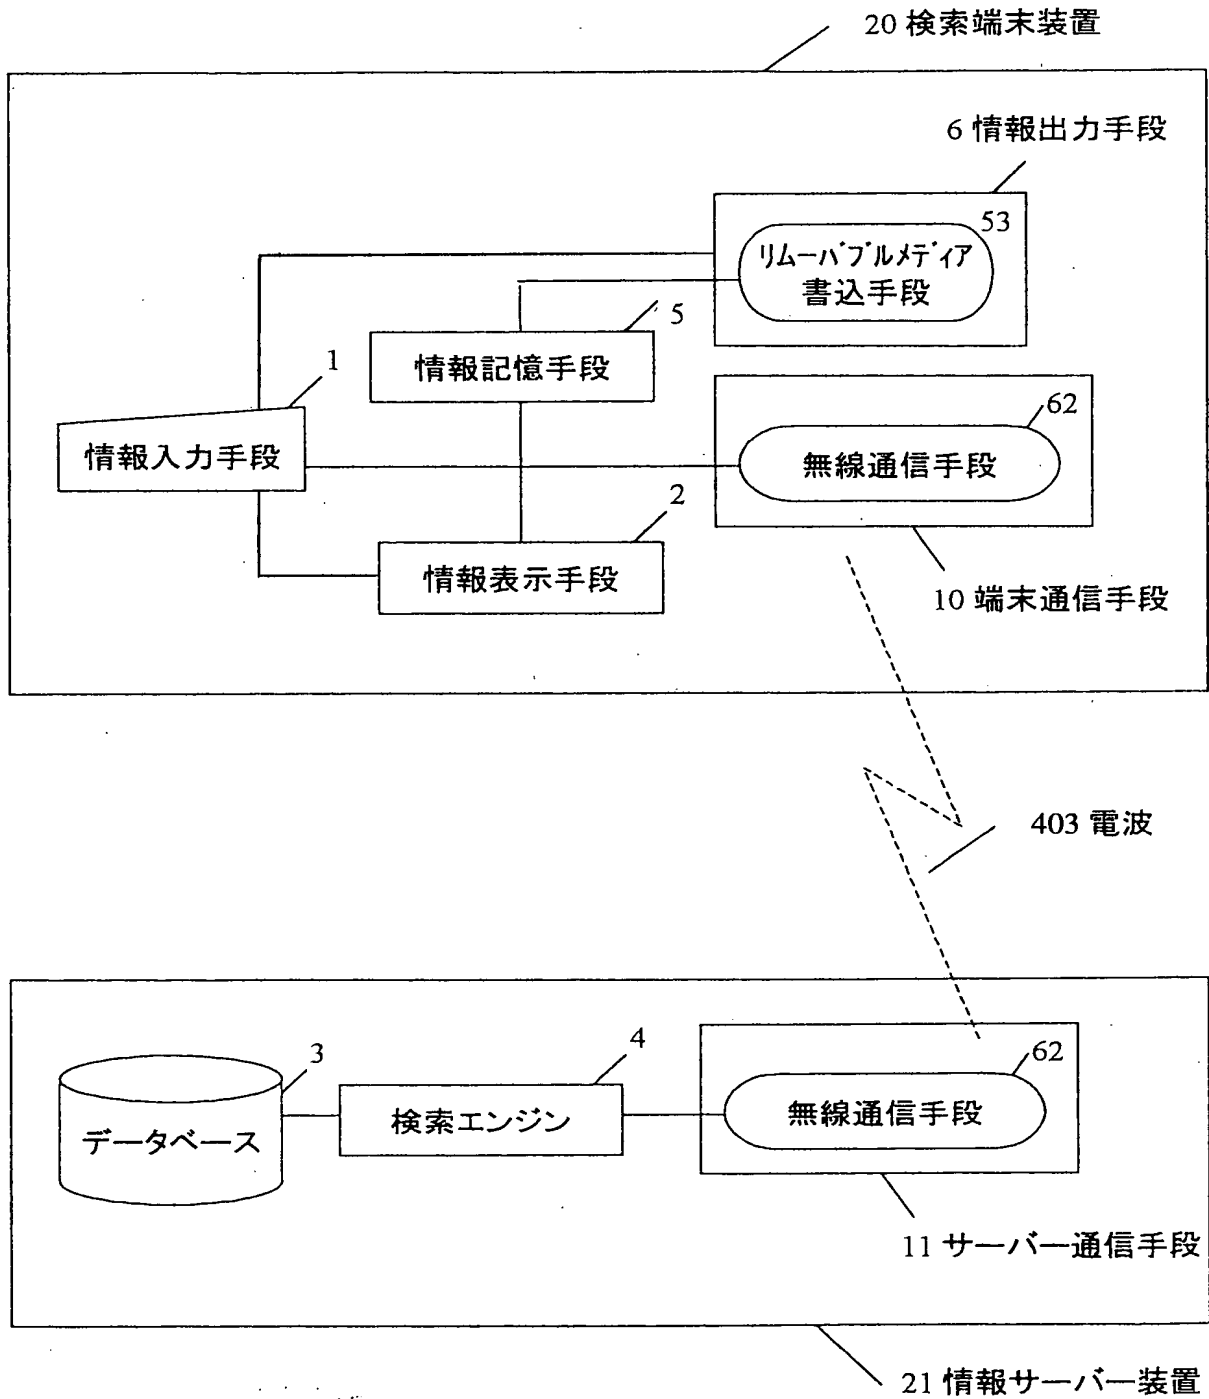 20 検索端末装置
6 情報出力手段
53
リムーバブルメディア
書込手段
5
情報記憶手段
1
情報入力手段
62
無線通信手段
2
情報表示手段
10 端末通信手段
403 電波
3
データベース
4
検索エンジン
62
無線通信手段
11 サーバー通信手段
21 情報サーバー装置